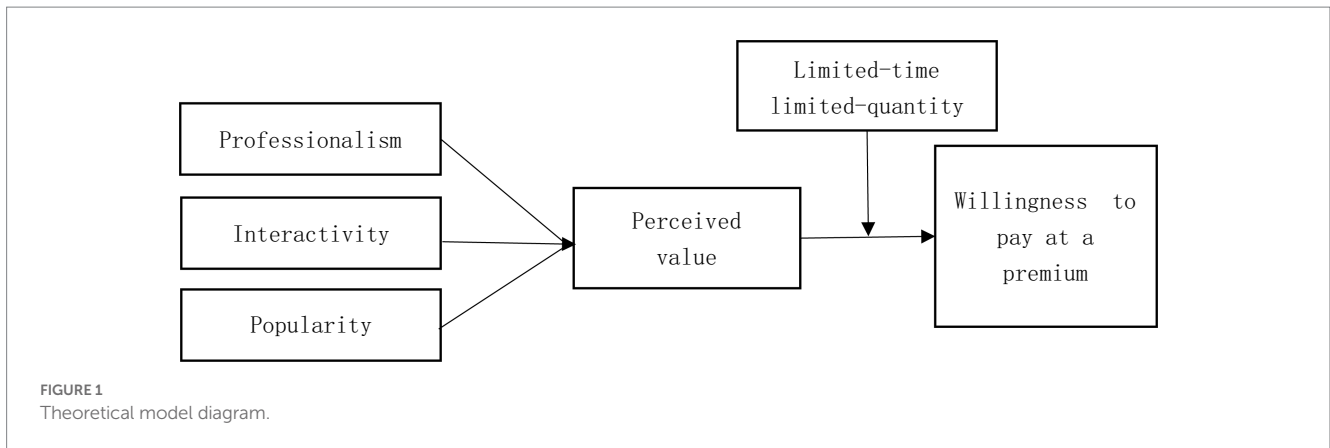 Limited-time
limited-quantity
Professionalism
Interactivity
Popularity
Perceived
value
Willingness to
pay at a
premium
FIGURE 1
Theoretical model diagram.